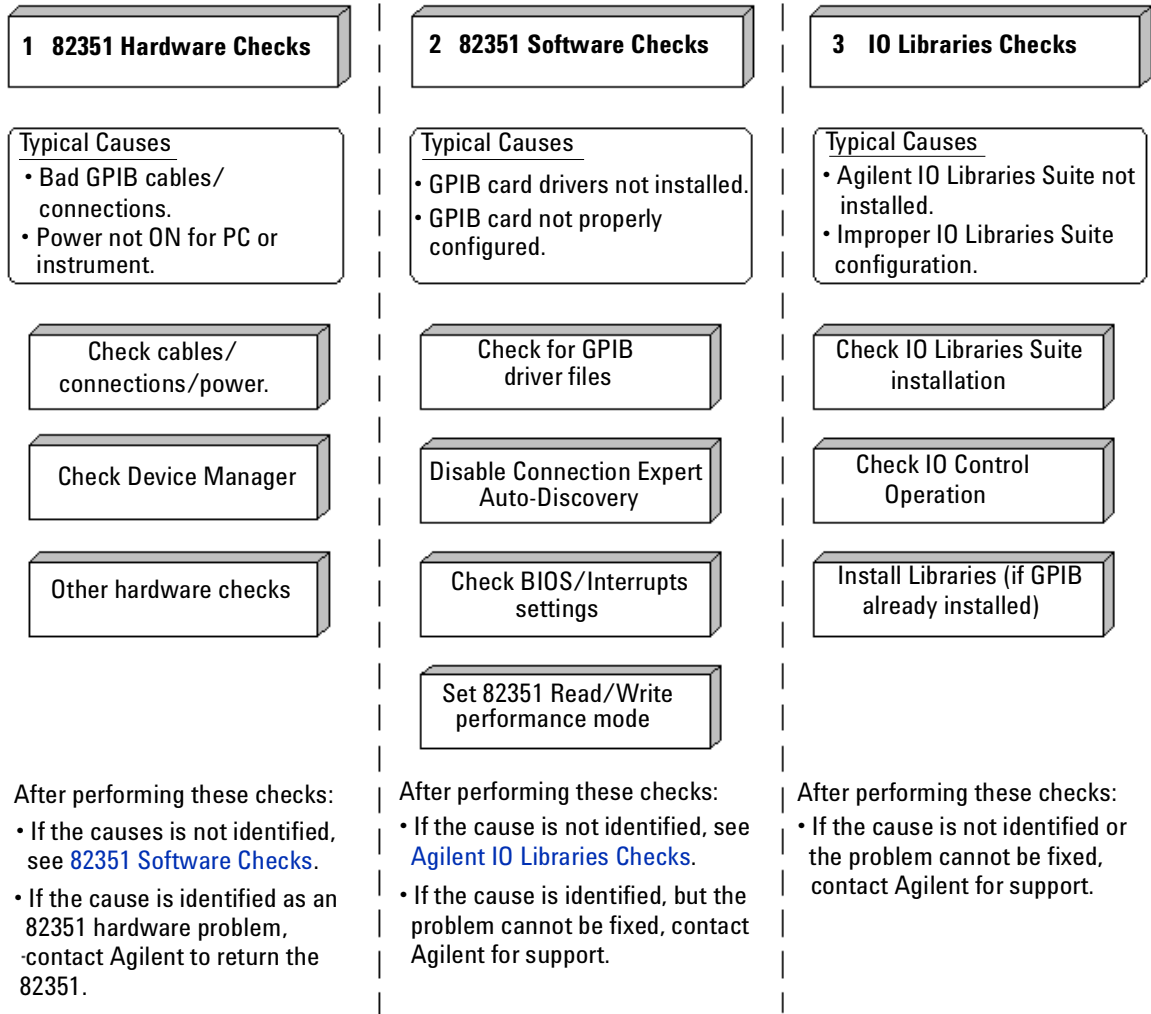 1 82351 Hardware Checks
Typical Causes
• Bad GPIB cables/
connections.
• Power not ON for PC or
instrument.
Check cables/
connections/power.
Check Device Manager
Other hardware checks
After performing these checks:
• If the causes is not identified,
see 82351 Software Checks.
• If the cause is identified as an
82351 hardware problem,
-contact Agilent to return the
82351.
2 82351 Software Checks
Typical Causes
• GPIB card drivers not installed.
• GPIB card not properly
configured.
Check for GPIB
driver files
Disable Connection Expert
Auto-Discovery
Check BIOS/Interrupts
settings
Set 82351 Read/Write
performance mode
After performing these checks:
• If the cause is not identified, see
Agilent IO Libraries Checks.
• If the cause is identified, but the
problem cannot be fixed, contact
Agilent for support.
3 IO Libraries Checks
Typical Causes
• Agilent IO Libraries Suite not
installed.
• Improper IO Libraries Suite
configuration.
Check IO Libraries Suite
installation
Check IO Control
Operation
Install Libraries (if GPIB
already installed)
After performing these checks:
• If the cause is not identified or
the problem cannot be fixed,
contact Agilent for support.